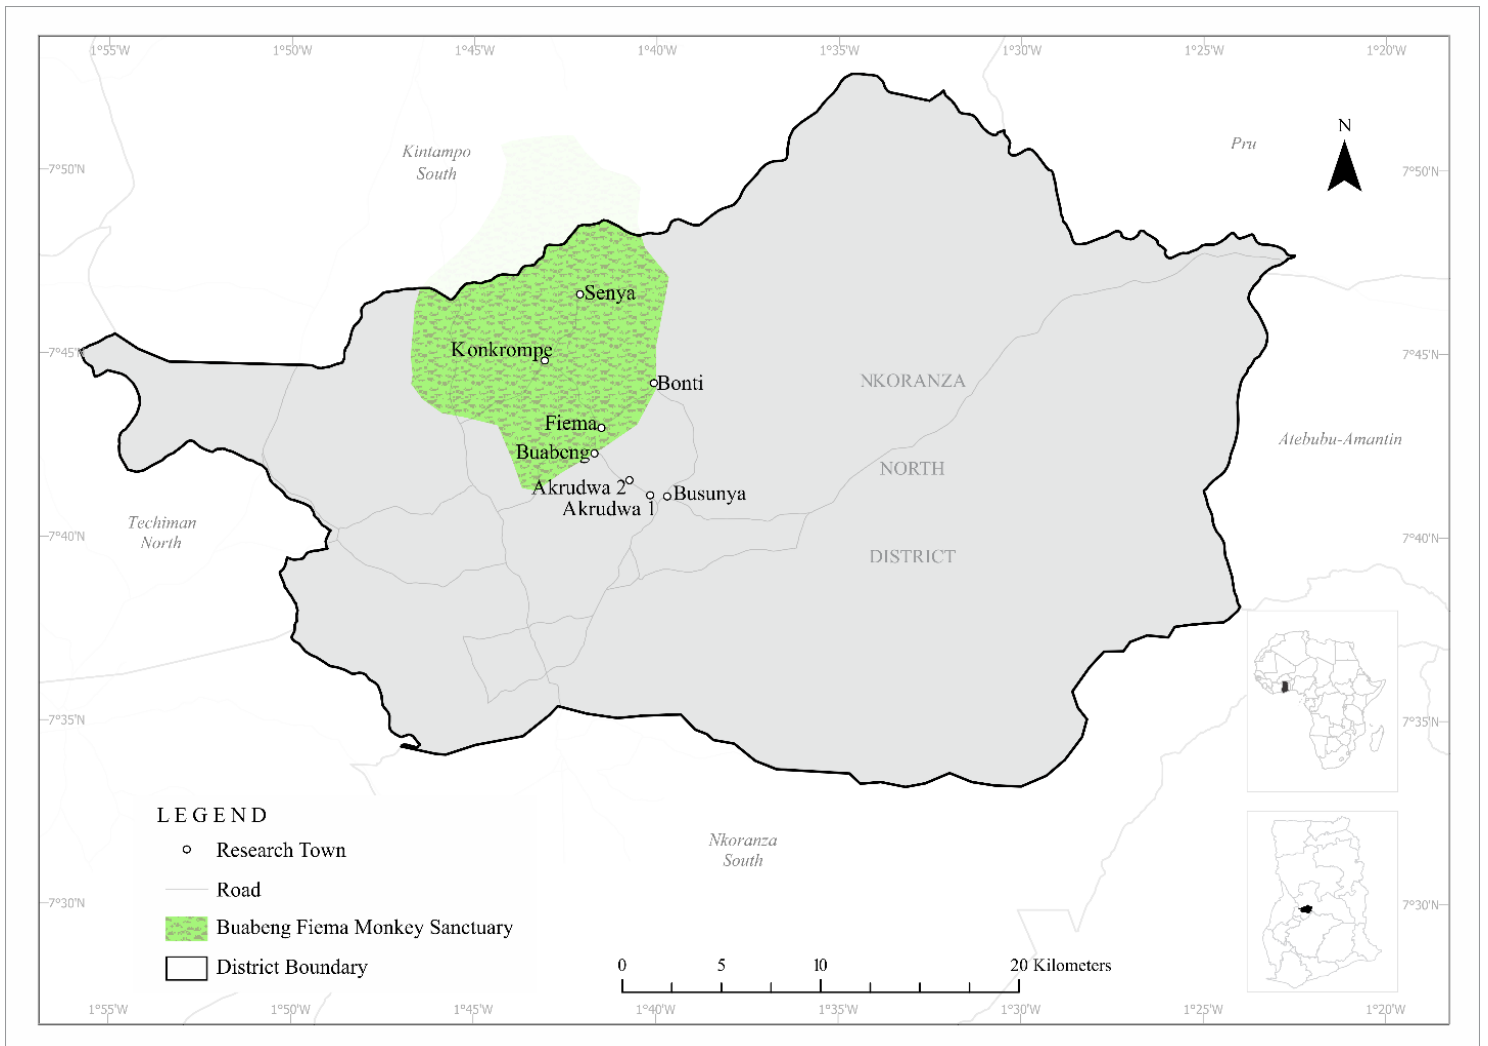 1°55'W 1°50'W 1°45'W 1°40'W 1°35'W 1°30'W 1°25'W 1°20'W
N
Kintampo
South
Pru
7°50'N 7°50'N
Senya
Konkrompe
7°45'N 7°45'N
Bonti
NKORANZA
Fiema
Atebubu-Amantin
Buabeng
NORTH
Akrudwa 2
Busunya
Akrudwa 1
Techiman
North
7°40'N 7°40'N
DISTRICT
7°35'N 7°35'N
LEGEND
Research Town
Nkoranza
South
Road
7°30'N 7°30'N
Buabeng Fiema Monkey Sanctuary
District Boundary
0 5 10 20 Kilometers
1°55'W 1°50'W 1°45'W 1°40'W 1°35'W 1°30'W 1°25'W 1°20'W